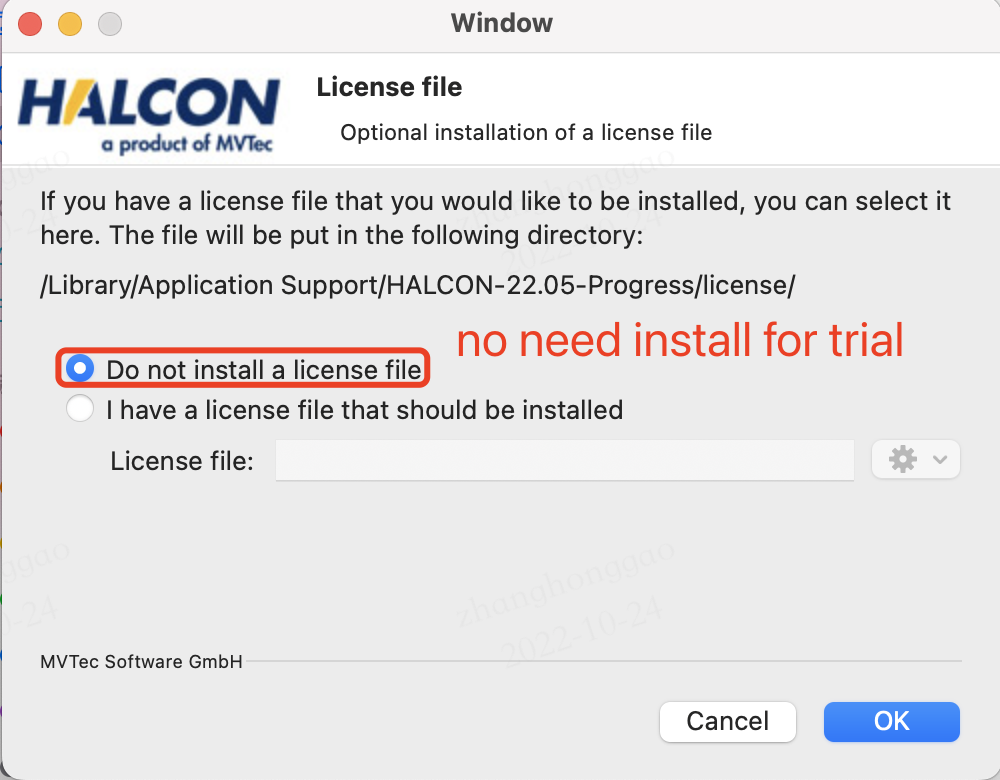 Window
HALCON
a product of MVTec
License file
Optional installation of a license file
If you have a license file that you would like to be installed, you can select it
here. The file will be put in the following directory:
/Library/Application Support/HALCON-22.05-Progress/license/
no need install for trial
Do not install a license file
I have a license file that should be installed
License file:
zhanghonggao
2022-10-24
MVTec Software GmbH
Cancel
OK